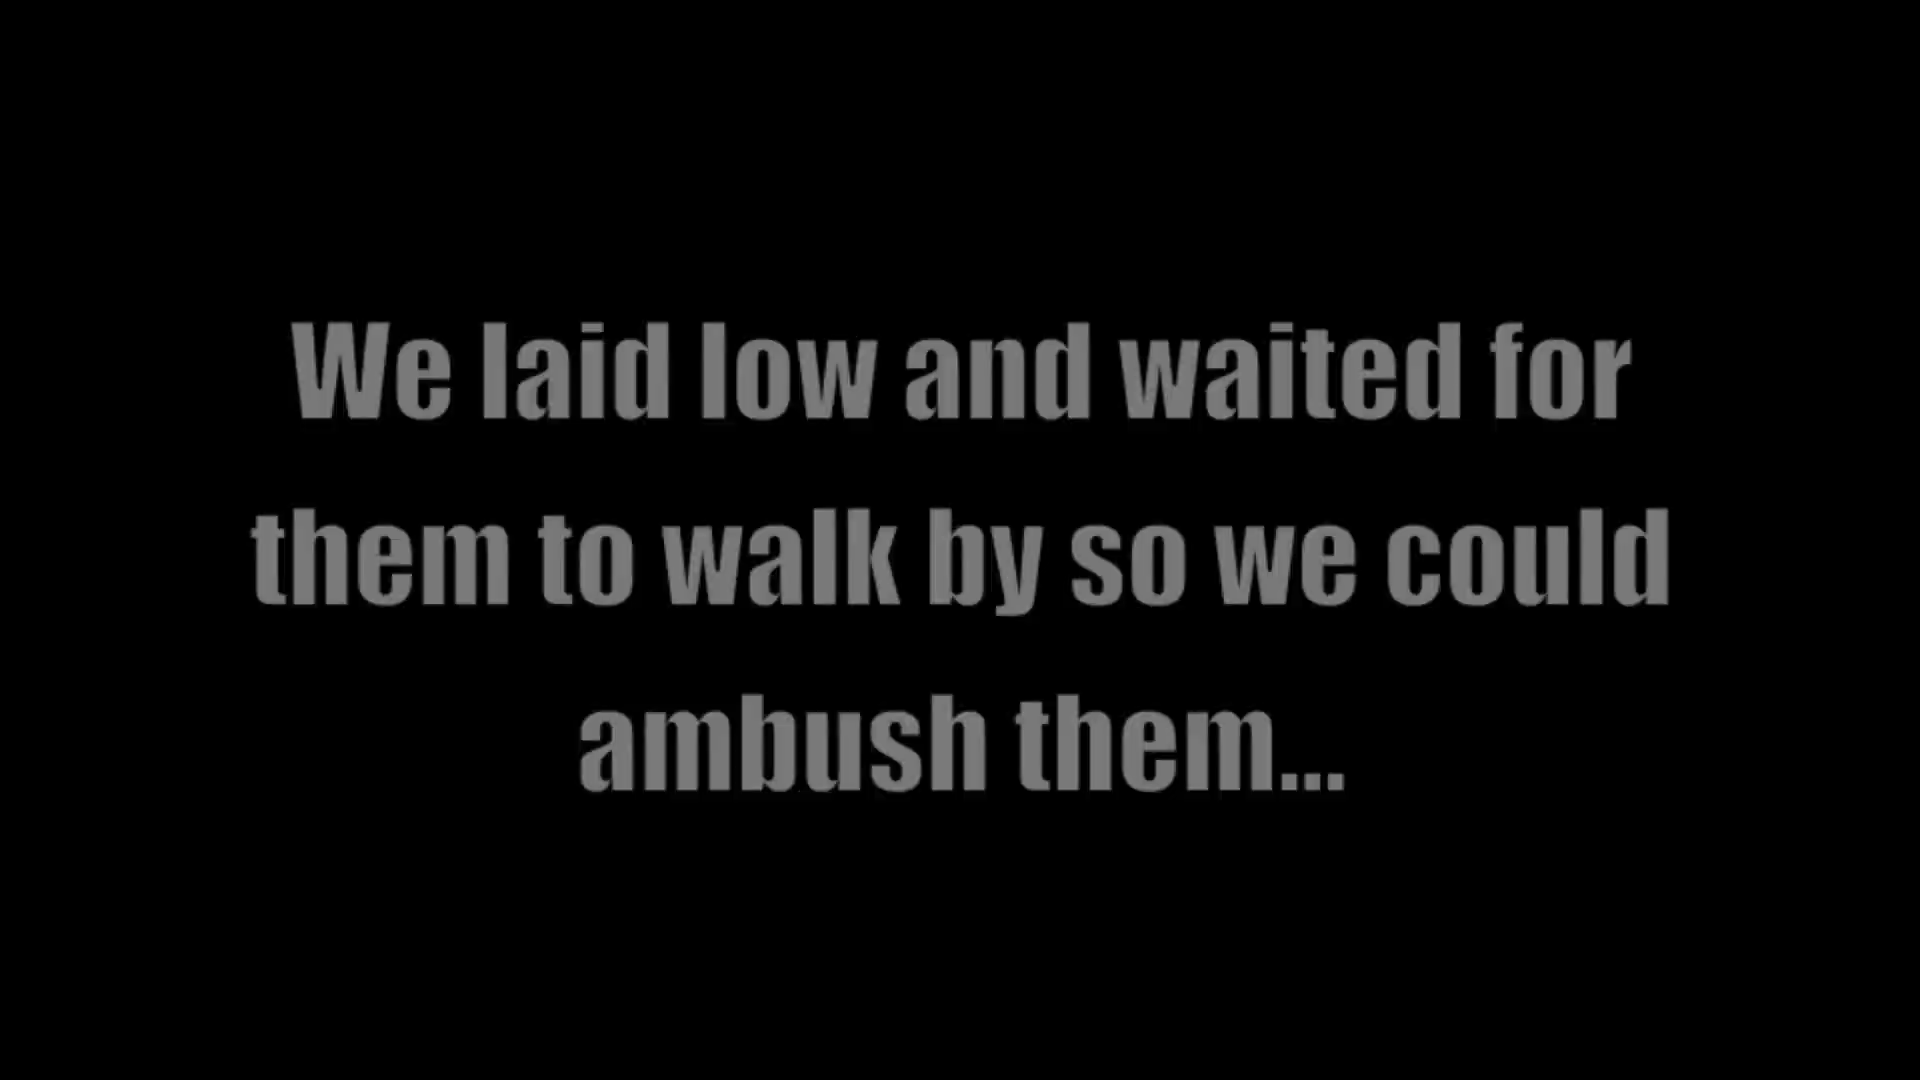 We laid low and waited for
them to walk by so we could
ambush them...